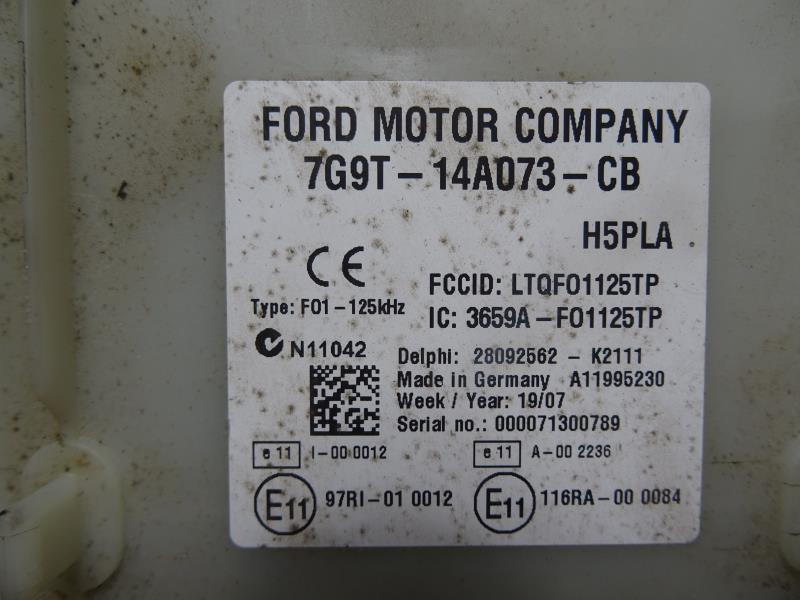 FORD MOTOR COMPANY
7G9T-14A073-CB
H5PLA
CE
FCCID: LTQFO1125TP
Type: FO1-125kHz
IC: 3659A-FO1125TP
N11042
Delphi: 28092562 - K2111
Made in Germany A11995230
Week / Year: 19/07
Serial no.: 000071300789
e 11 I-00 0012
e 11 A-00 2236
E11 97RI-01 0012
E11 116RA-00 0084